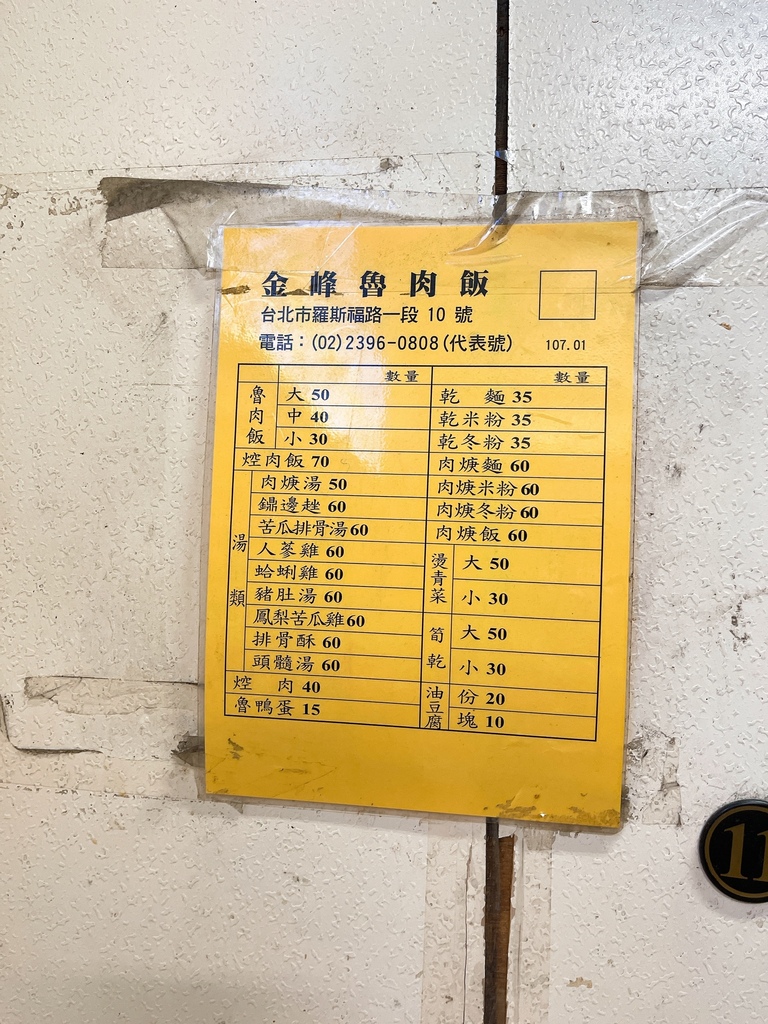 金峰魯肉飯
台北市羅斯福路一段 10 號
電話：(02)2396-0808(代表號) 107.01
數量 數量
魯肉飯 大 50
中 40
小 30
焢肉飯 70
湯類 肉焿湯 50
鼎邊趖 60
苦瓜排骨湯 60
人蔘雞 60
蛤蜊雞 60
豬肚湯 60
鳳梨苦瓜雞 60
排骨酥 60
頭髓湯 60
焢 肉 40
魯鴨蛋 15
乾 麵 35
乾米粉 35
乾冬粉 35
肉焿麵 60
肉焿米粉 60
肉焿冬粉 60
肉焿飯 60
燙青菜 大 50
小 30
筍乾 大 50
小 30
油豆腐 份 20
塊 10
11